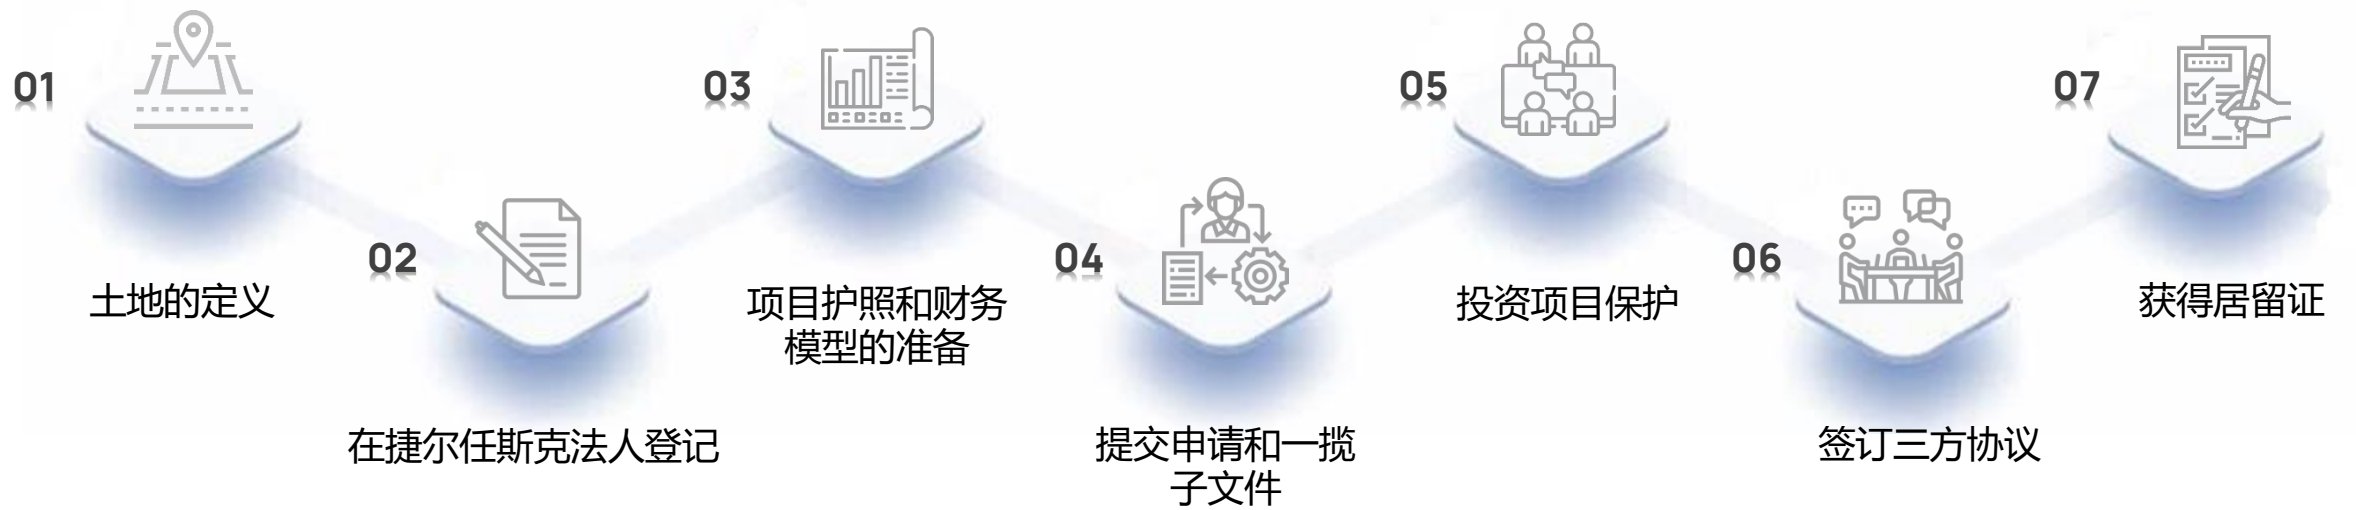 01
土地的定义
02
在捷尔任斯克法人登记
03
项目护照和财务
模型的准备
04
提交申请和一揽
子文件
05
投资项目保护
06
签订三方协议
07
获得居留证